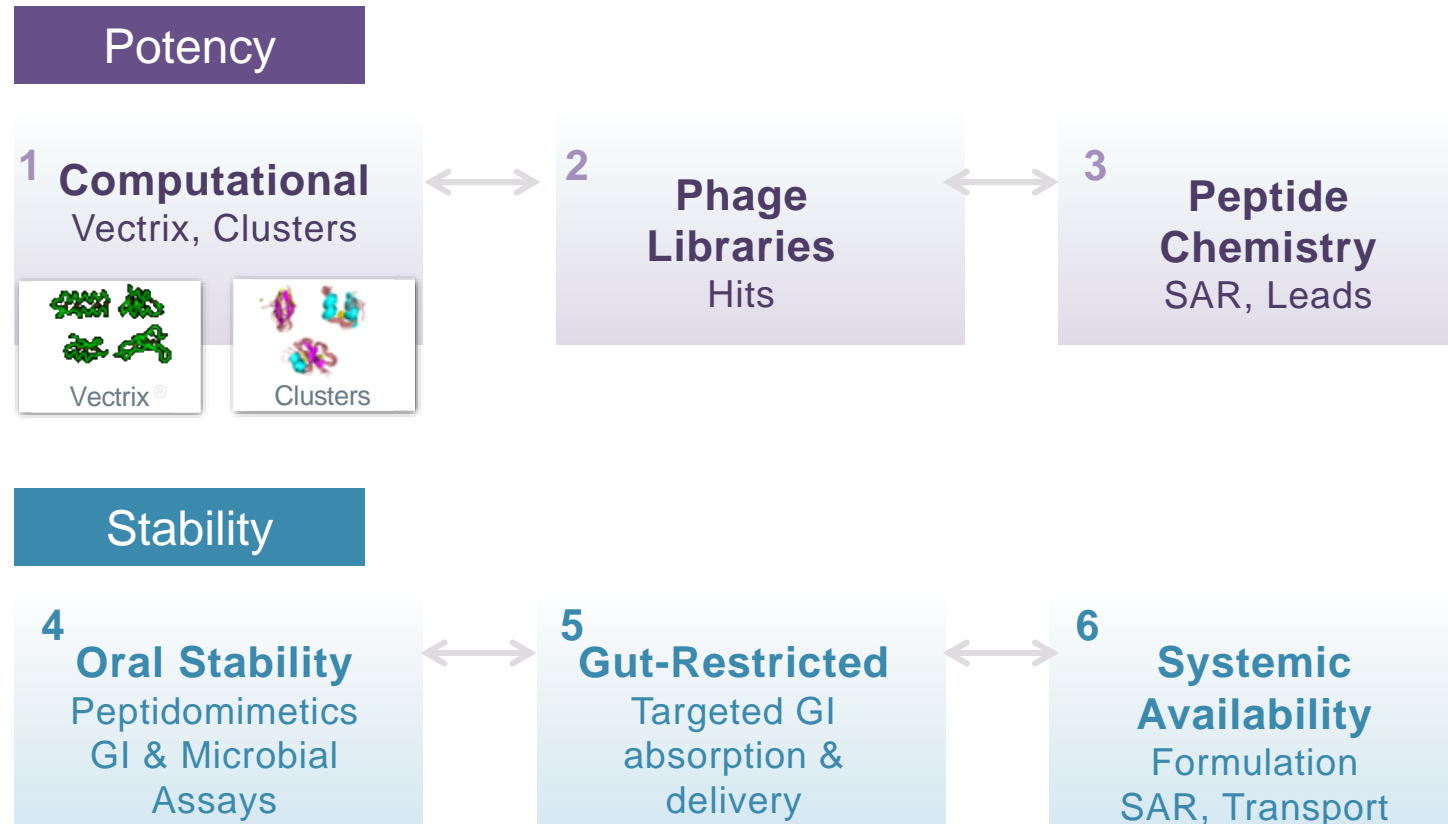 Potency
1
Computational
Vectrix, Clusters
Vectrix ®
Clusters
2
Phage
Libraries
Hits
3
Peptide
Chemistry
SAR, Leads
Stability
4
Oral Stability
Peptidomimetics
GI & Microbial
Assays
5
Gut-Restricted
Targeted GI
absorption &
delivery
6
Systemic
Availability
Formulation
SAR, Transport